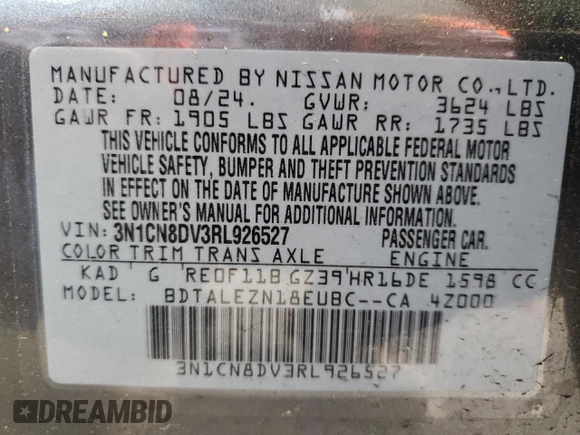 MANUFACTURED BY NISSAN MOTOR CO., LTD.
DATE: 08/24. GVWR: 3624 LBS
GAWR FR: 1905 LBS GAWR RR: 1735 LBS
THIS VEHICLE CONFORMS TO ALL APPLICABLE FEDERAL MOTOR
VEHICLE SAFETY, BUMPER AND THEFT PREVENTION STANDARDS
IN EFFECT ON THE DATE OF MANUFACTURE SHOWN ABOVE.
SEE OWNER'S MANUAL FOR ADDITIONAL INFORMATION.
VIN: 3N1CN8DV3RL926527 PASSENGER CAR.
COLOR TRIM TRANS AXLE ENGINE
KAD G RE0F11B GZ39 HR16DE 1598 CC
BDTALEZN18EUBC--CA 4Z000
3N1CN8DV3RL926527
DREAMBID